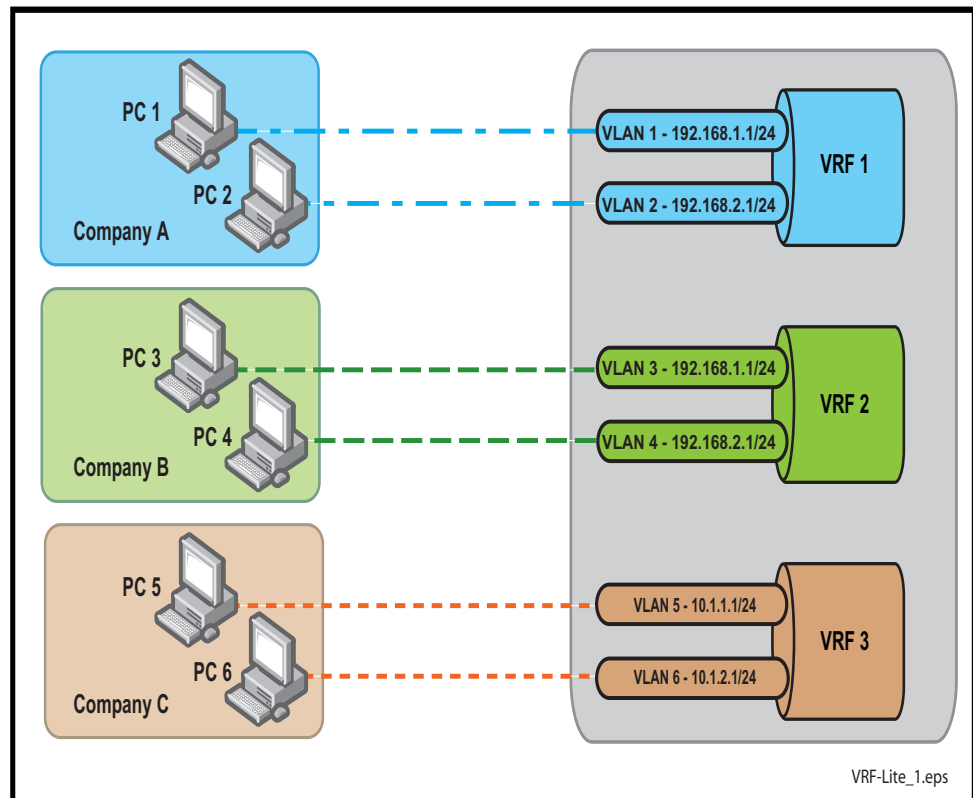 PC 1
VLAN 1 - 192.168.1.1/24
VRF 1
PC 2
VLAN 2 - 192.168.2.1/24
Company A
PC 3
VLAN 3 - 192.168.1.1/24
VRF 2
PC 4
VLAN 4 - 192.168.2.1/24
Company B
PC 5
VLAN 5 - 10.1.1.1/24
VRF 3
PC 6
VLAN 6 - 10.1.2.1/24
Company C
VRF-Lite_1.eps